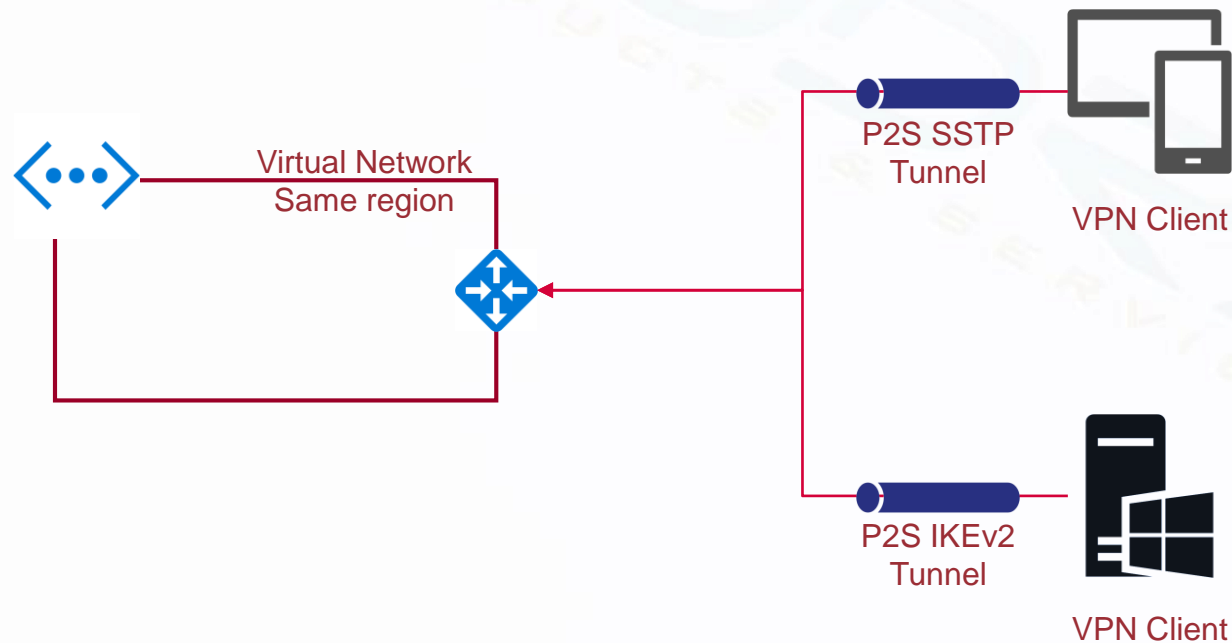 Virtual Network
Same region
P2S SSTP
Tunnel
VPN Client
P2S IKEv2
Tunnel
VPN Client